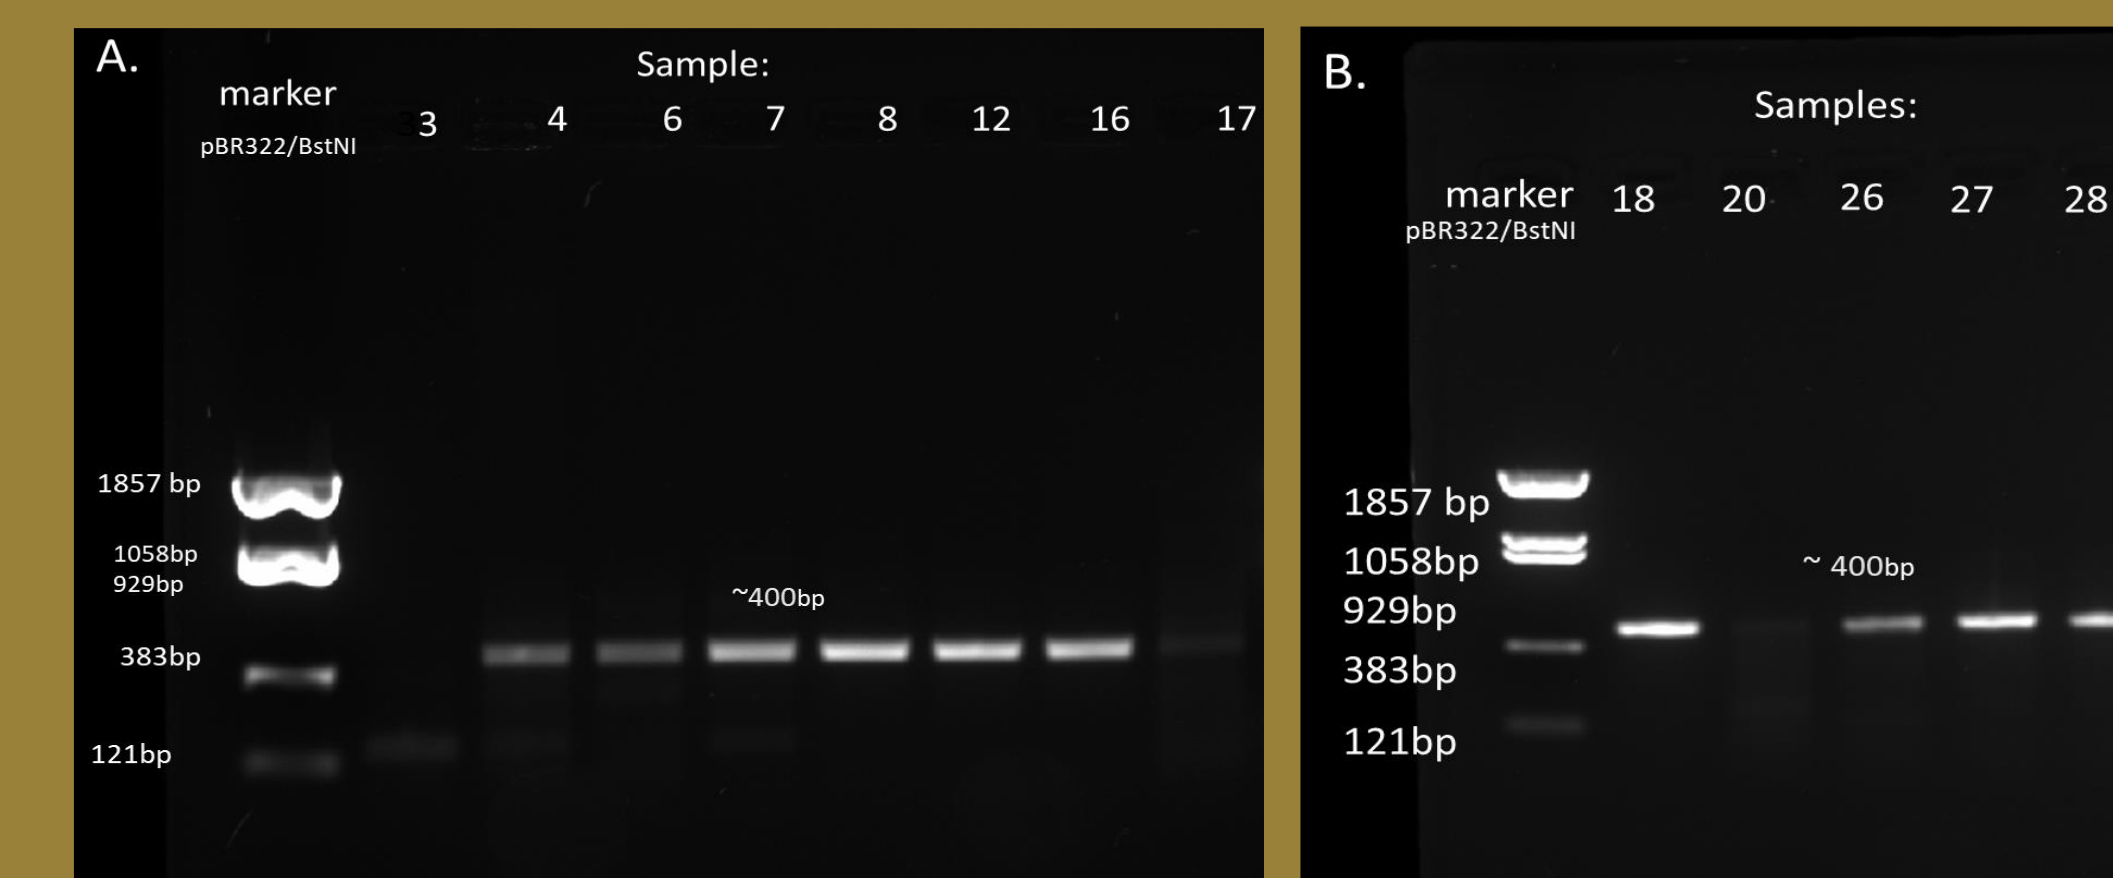 A.
Sample:
marker
pBR322/BstNI
33 4 6 7 8 12 16 17
1857 bp
1058bp
929bp
~400bp
383bp
121bp
B.
Samples:
marker 18 20 26 27 28
pBR322/BstNI
1857 bp
1058bp
~ 400bp
929bp
383bp
121bp